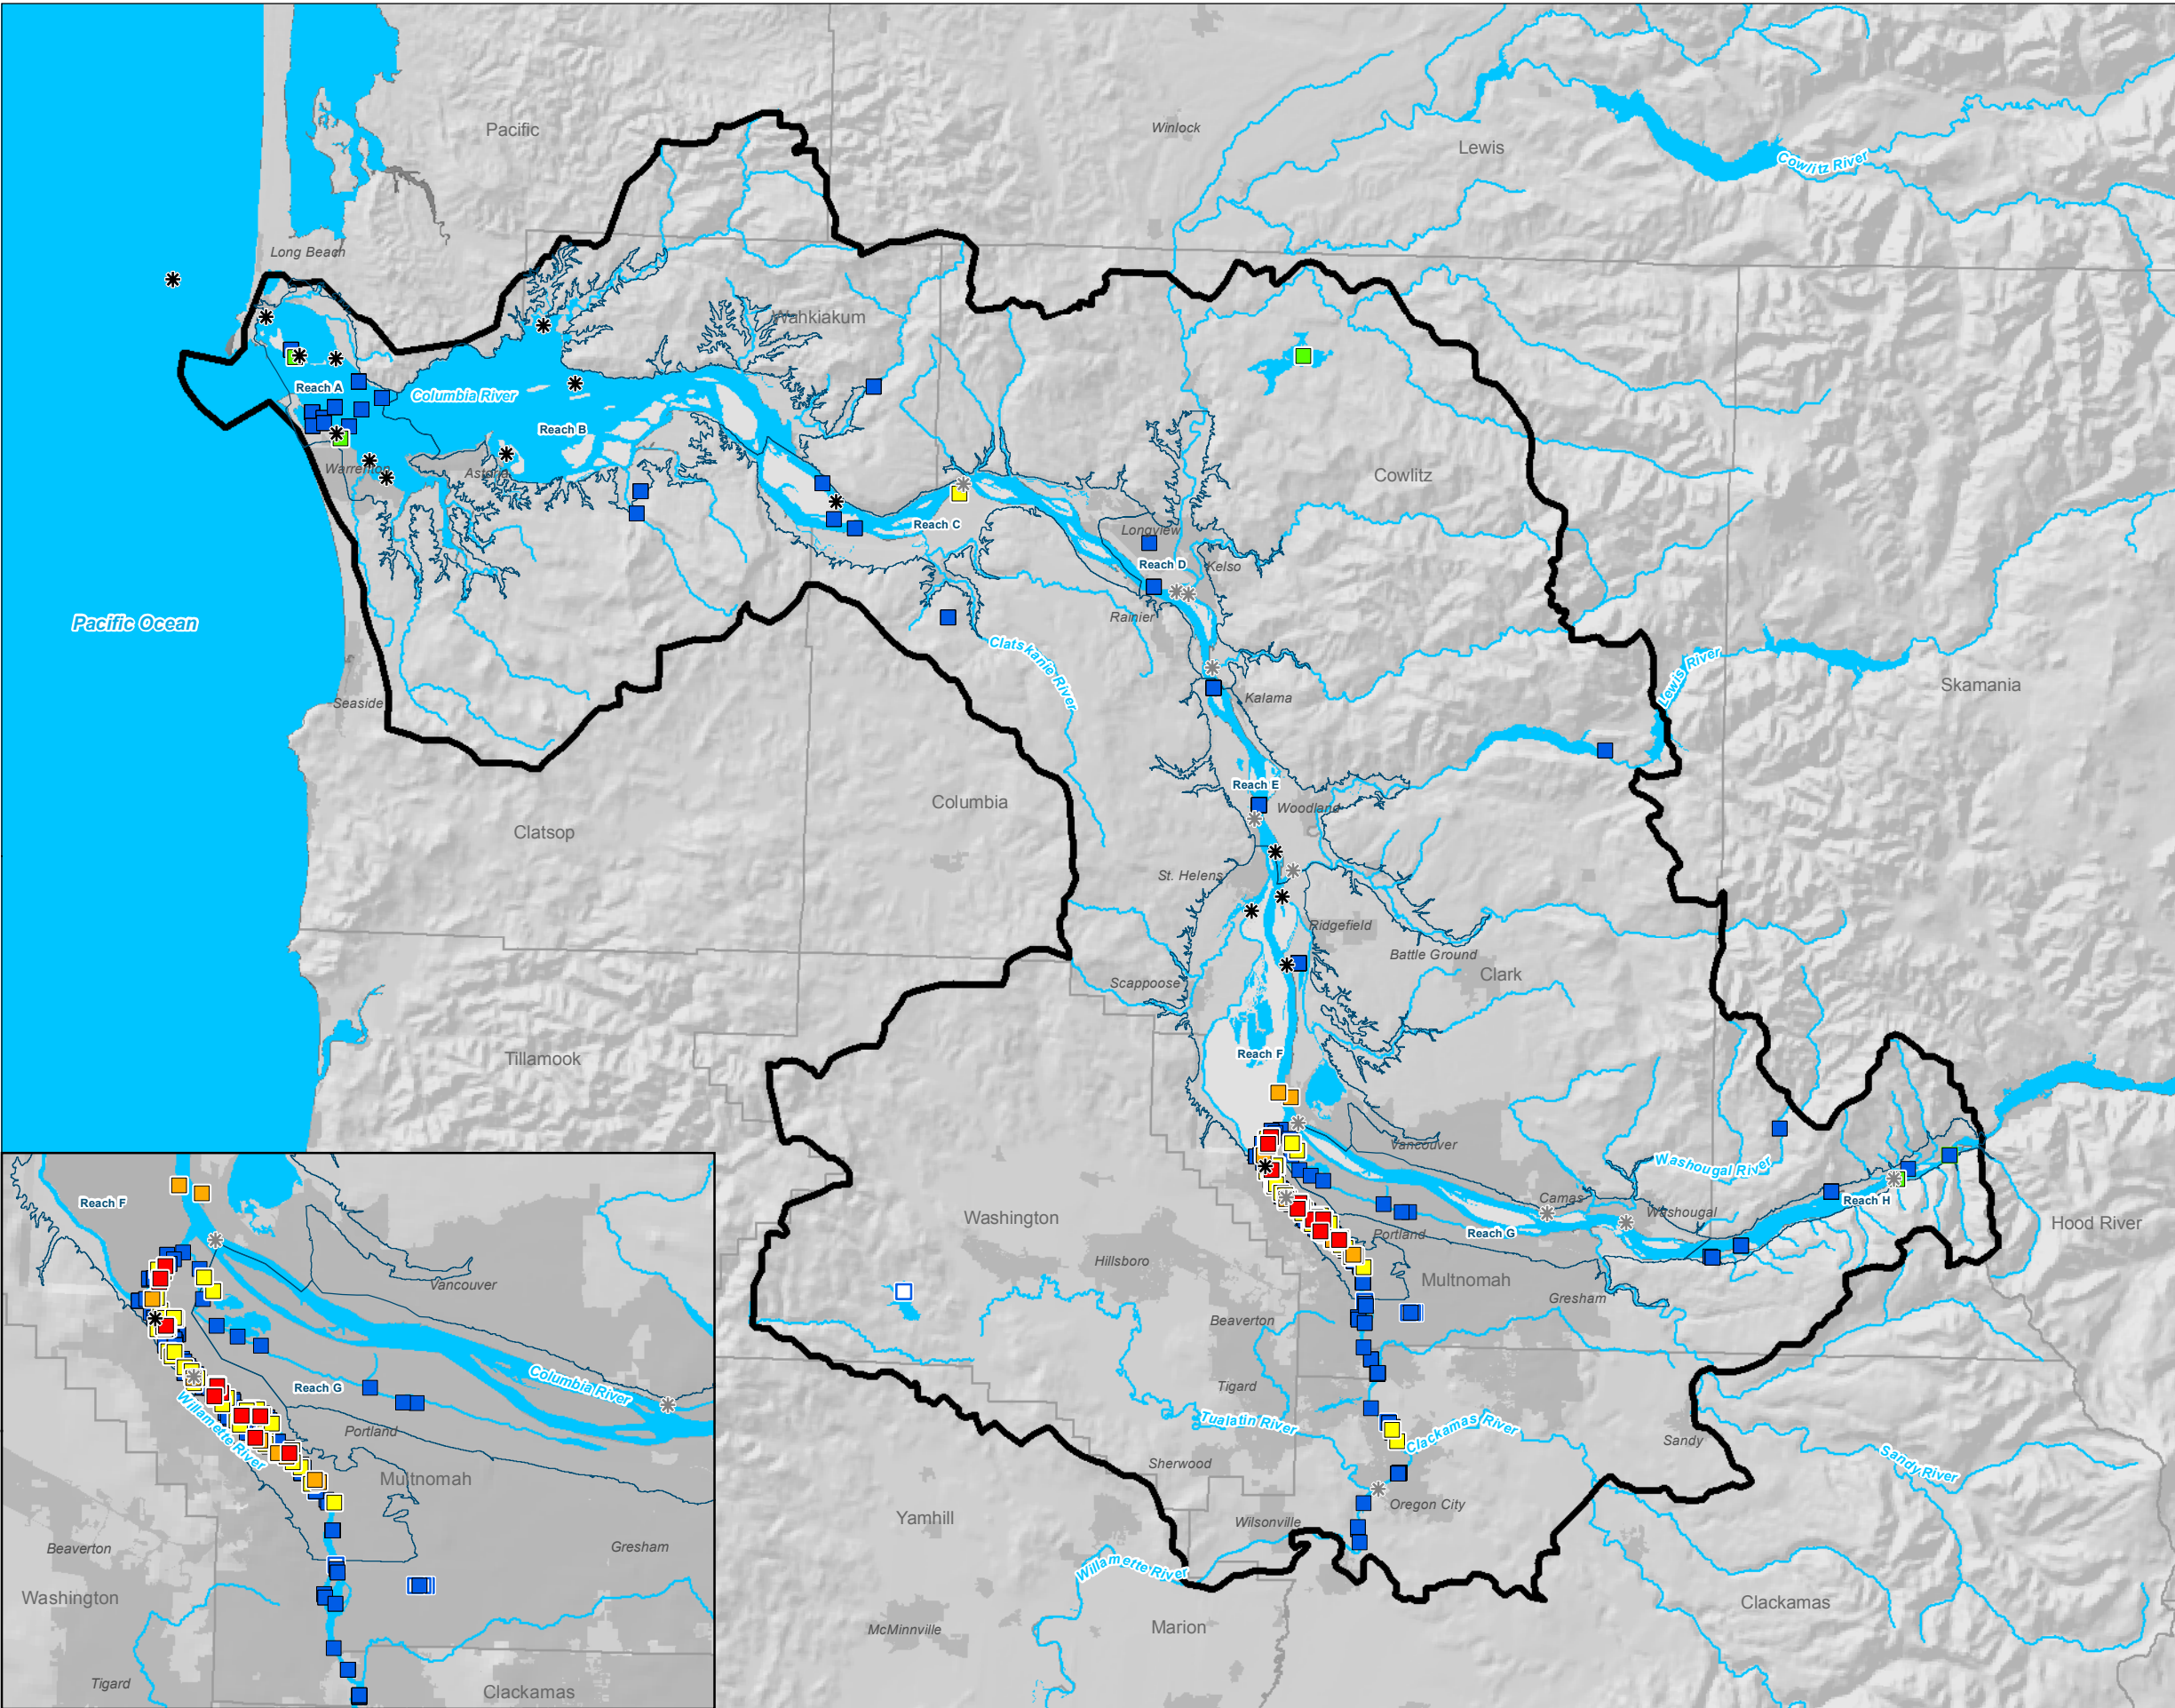 Pacific
Winlock
Lewis
Cowlitz River
Long Beach
Wahkiakum
Reach A
Columbia River
Reach B
Warrenton
Astoria
Cowlitz
Reach C
Longview
Reach D
Kelso
Rainier
Pacific Ocean
Clatskanie River
Lewis River
Skamania
Seaside
Kalama
Reach E
Woodland
Columbia
Clatsop
St. Helens
Ridgefield
Battle Ground
Clark
Scappoose
Reach F
Tillamook
Vancouver
Washougal River
Camas
Washougal
Reach H
Hood River
Washington
Portland
Reach G
Hillsboro
Multnomah
Gresham
Beaverton
Tigard
Tualatin River
Clackamas River
Sandy
Sandy River
Sherwood
Oregon City
Yamhill
Wilsonville
Willamette River
McMinnville
Marion
Clackamas
Reach F
Vancouver
Columbia River
Reach G
Willamette River
Portland
Multnomah
Beaverton
Gresham
Washington
Tigard
Clackamas